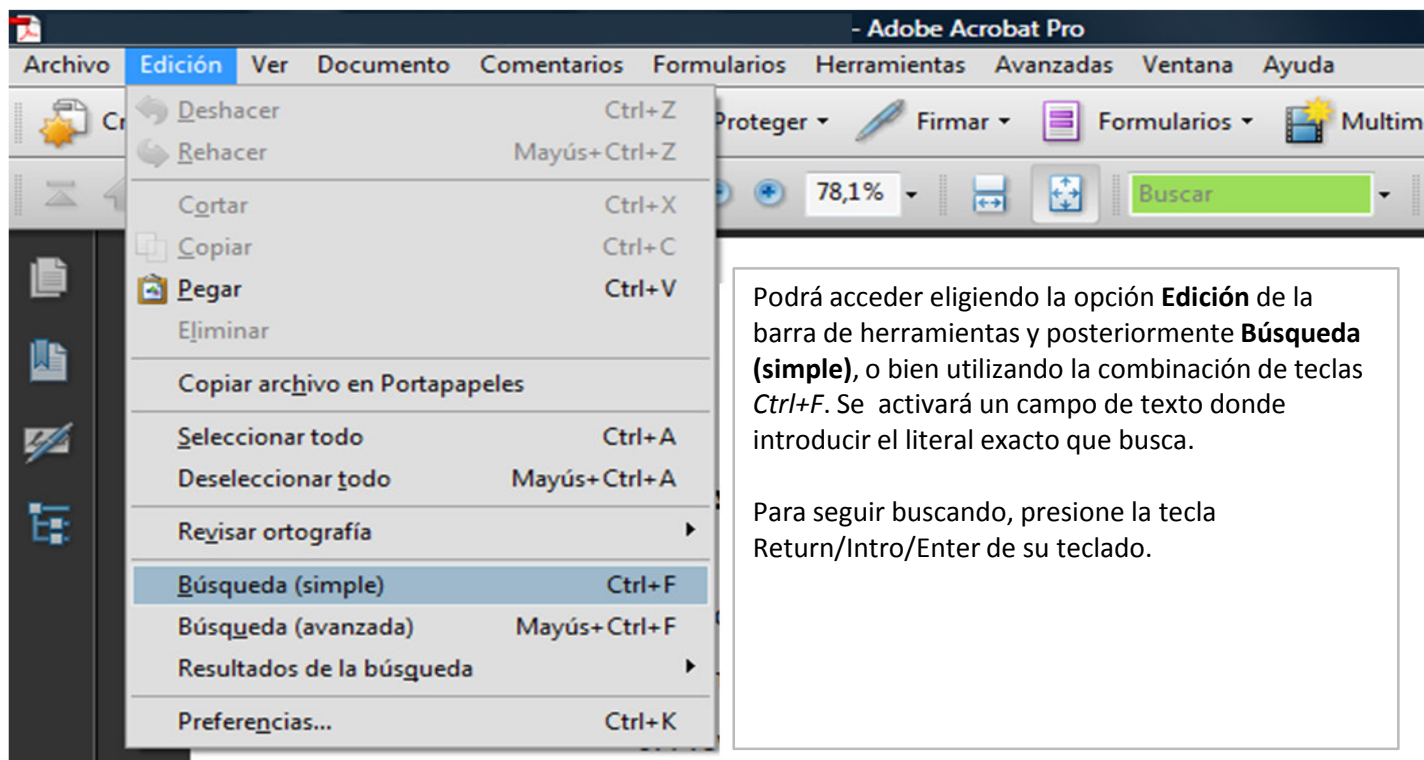 - Adobe Acrobat Pro
Archivo Edición Ver Documento Comentarios Formularios Herramientas Avanzadas Ventana Ayuda
Deshacer Ctrl+Z
Proteger Firmar Formularios Multim
Rehacer Mayús+Ctrl+Z
78,1% Buscar
Cortar Ctrl+X
Copiar Ctrl+C
Pegar Ctrl+V
Eliminar
Copiar archivo en Portapapeles
Seleccionar todo Ctrl+A
Deseleccionar todo Mayús+Ctrl+A
Revisar ortografía
Búsqueda (simple) Ctrl+F
Búsqueda (avanzada) Mayús+Ctrl+F
Resultados de la búsqueda
Preferencias... Ctrl+K
Podrá acceder eligiendo la opción Edición de la
barra de herramientas y posteriormente Búsqueda
(simple), o bien utilizando la combinación de teclas
Ctrl+F. Se activará un campo de texto donde
introducir el literal exacto que busca.
Para seguir buscando, presione la tecla
Return/Intro/Enter de su teclado.